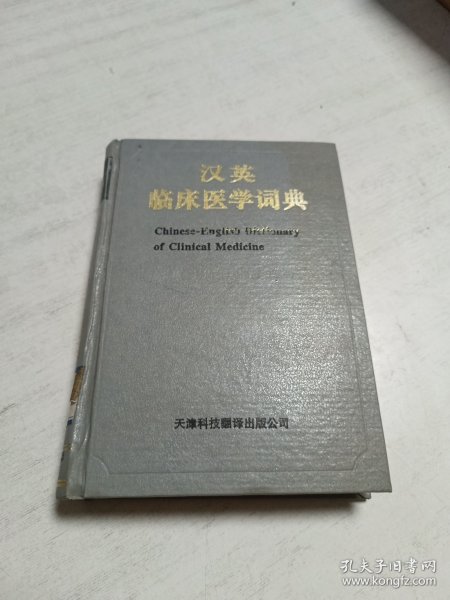 汉英
临床医学词典
Chinese-English Dictionary
of Clinical Medicine
天津科技翻译出版公司
孔夫子旧书网
www.kongfz.com